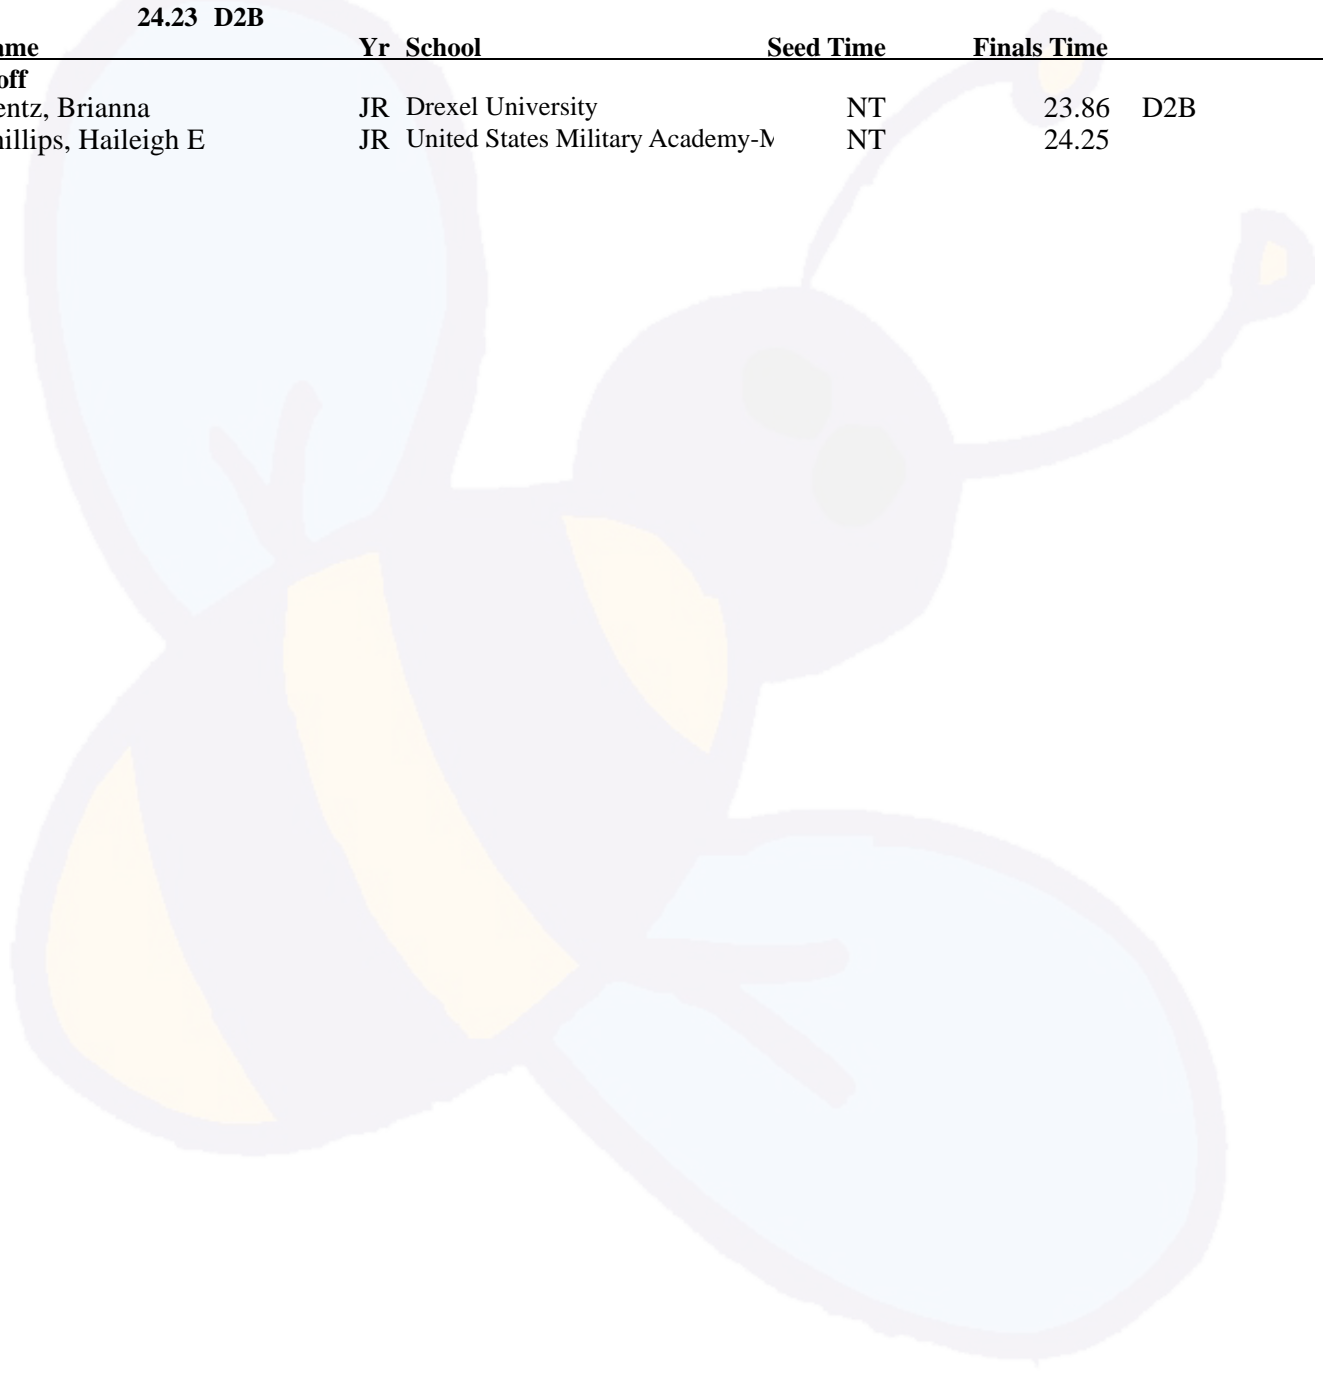 24.23 D2B
ame Yr School Seed Time Finals Time
off
entz, Brianna JR Drexel University NT 23.86 D2B
hillips, Haileigh E JR United States Military Academy-M NT 24.25